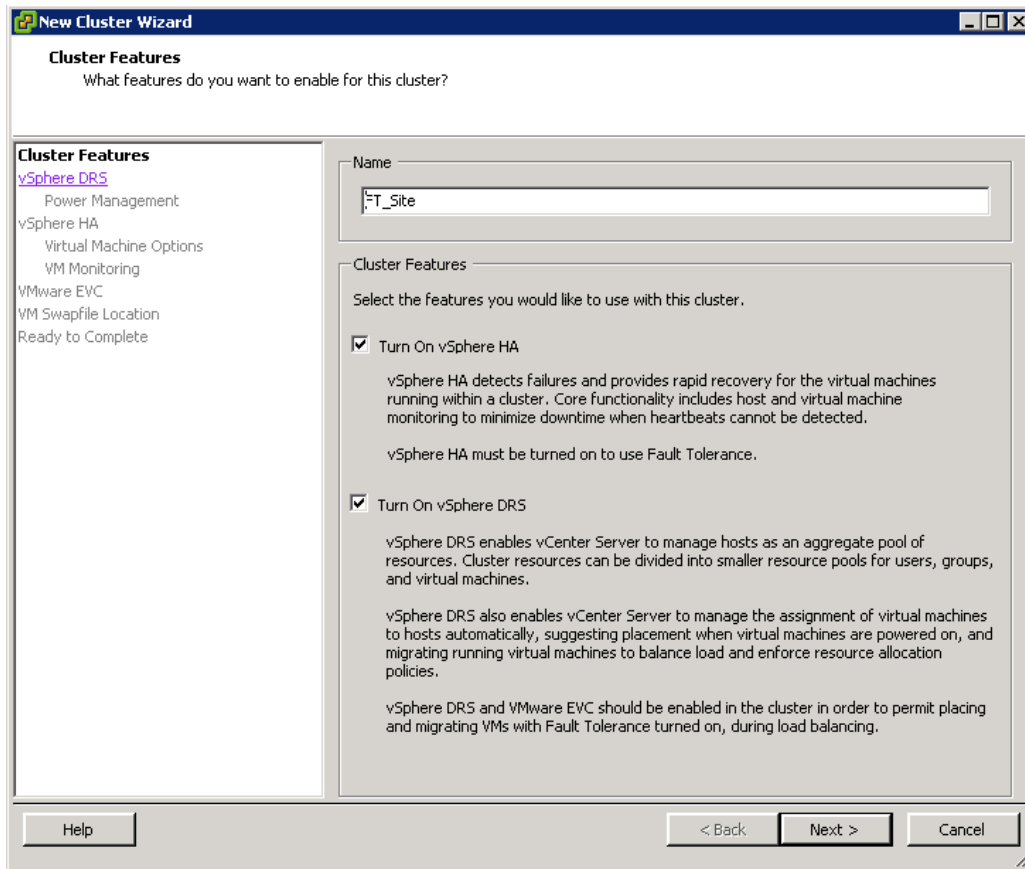 New Cluster Wizard
Cluster Features
What features do you want to enable for this cluster?
Cluster Features
vSphere DRS
Power Management
vSphere HA
Virtual Machine Options
VM Monitoring
VMware EVC
VM Swapfile Location
Ready to Complete
Name
FT_Site
Cluster Features
Select the features you would like to use with this cluster.
Turn On vSphere HA
vSphere HA detects failures and provides rapid recovery for the virtual machines
running within a cluster. Core functionality includes host and virtual machine
monitoring to minimize downtime when heartbeats cannot be detected.
vSphere HA must be turned on to use Fault Tolerance.
Turn On vSphere DRS
vSphere DRS enables vCenter Server to manage hosts as an aggregate pool of
resources. Cluster resources can be divided into smaller resource pools for users, groups,
and virtual machines.
vSphere DRS also enables vCenter Server to manage the assignment of virtual machines
to hosts automatically, suggesting placement when virtual machines are powered on, and
migrating running virtual machines to balance load and enforce resource allocation
policies.
vSphere DRS and VMware EVC should be enabled in the cluster in order to permit placing
and migrating VMs with Fault Tolerance turned on, during load balancing.
Help
< Back
Next >
Cancel